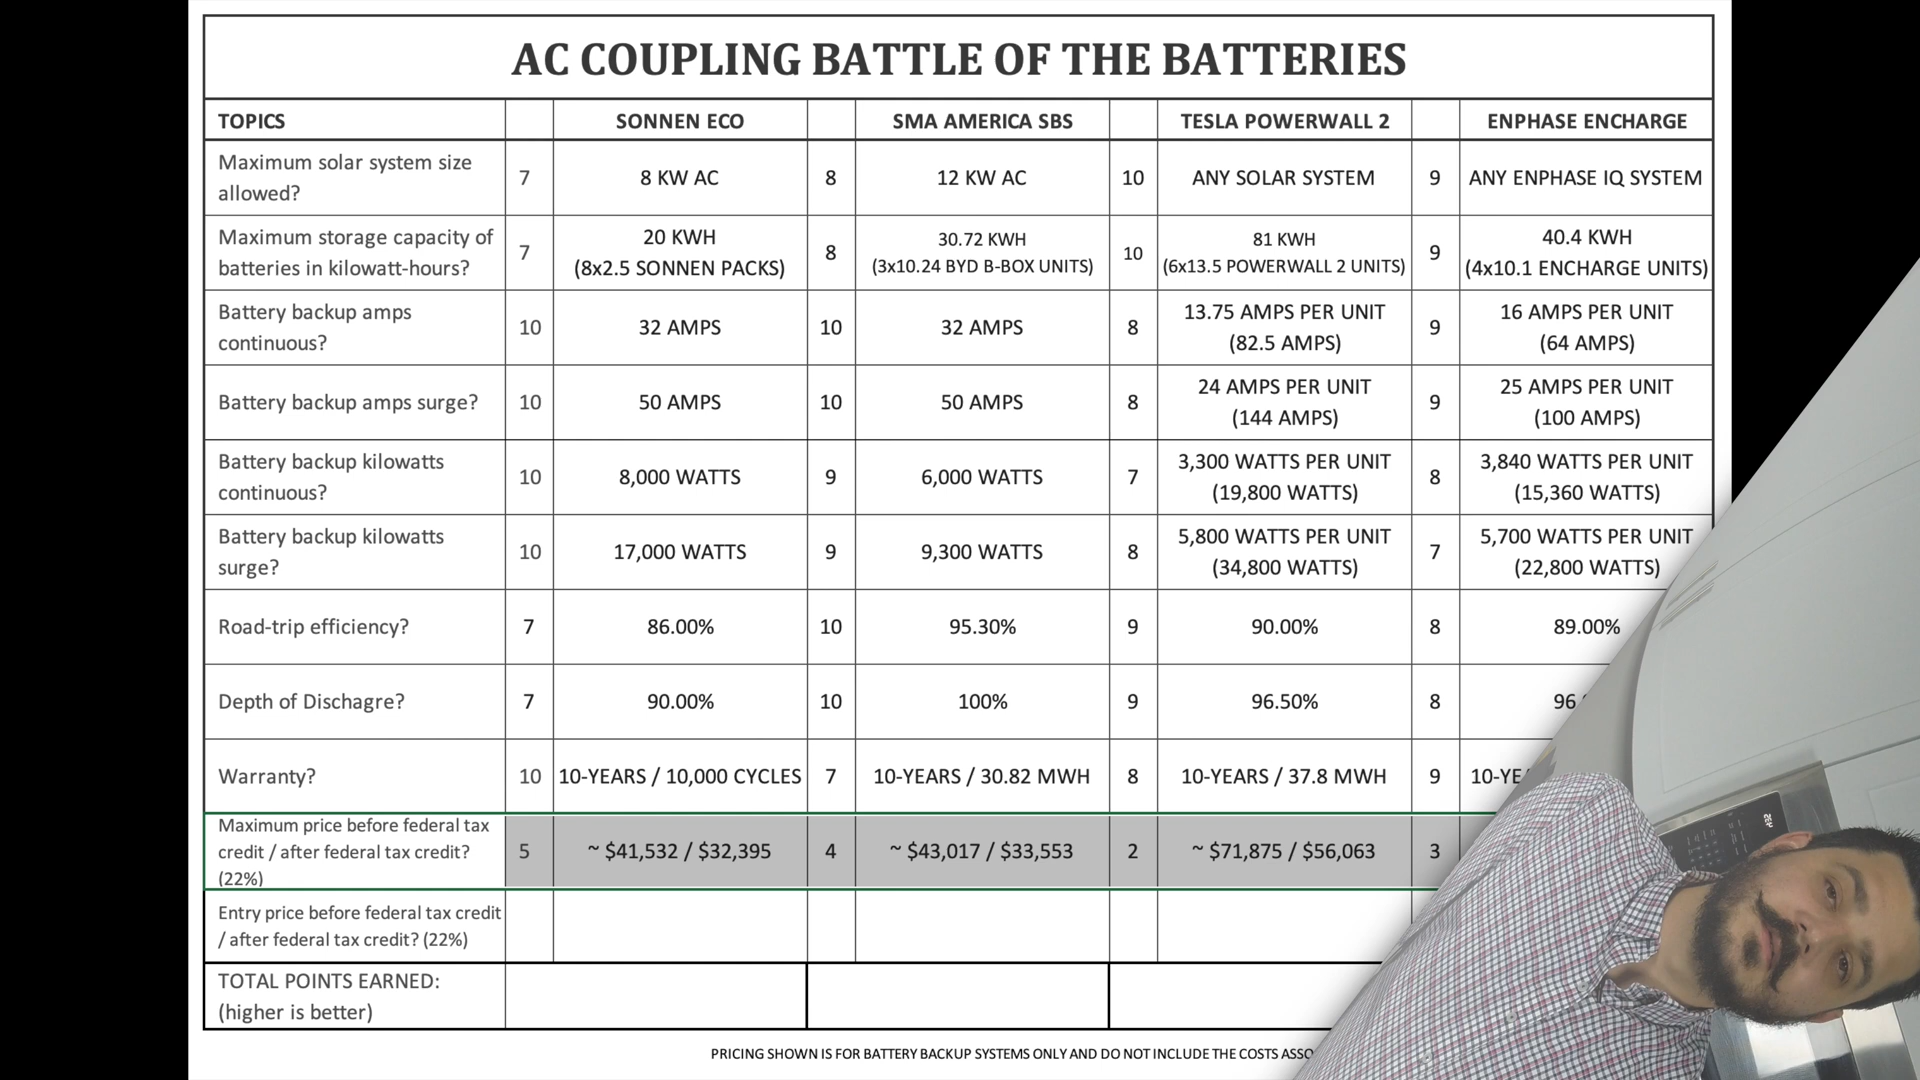 AC COUPLING BATTLE OF THE BATTERIES
TOPICS SONNEN ECO SMA AMERICA SBS TESLA POWERWALL 2 ENPHASE ENCHARGE
Maximum solar system size
allowed?
7 8 KW AC 8 12 KW AC 10 ANY SOLAR SYSTEM 9 ANY ENPHASE IQ SYSTEM
Maximum storage capacity of
batteries in kilowatt-hours?
7
20 KWH
(8x2.5 SONNEN PACKS)
8
30.72 KWH
(3x10.24 BYD B-BOX UNITS)
10
81 KWH
(6x13.5 POWERWALL 2 UNITS)
9
40.4 KWH
(4x10.1 ENCHARGE UNITS)
Battery backup amps
continuous?
10 32 AMPS 10 32 AMPS 8
13.75 AMPS PER UNIT
(82.5 AMPS)
9
16 AMPS PER UNIT
(64 AMPS)
Battery backup amps surge?
10 50 AMPS 10 50 AMPS 8
24 AMPS PER UNIT
(144 AMPS)
9
25 AMPS PER UNIT
(100 AMPS)
Battery backup kilowatts
continuous?
10 8,000 WATTS 9 6,000 WATTS 7
3,300 WATTS PER UNIT
(19,800 WATTS)
8
3,840 WATTS PER UNIT
(15,360 WATTS)
Battery backup kilowatts
surge?
10 17,000 WATTS 9 9,300 WATTS 8
5,800 WATTS PER UNIT
(34,800 WATTS)
7
5,700 WATTS PER UNIT
(22,800 WATTS)
Road-trip efficiency? 7 86.00% 10 95.30% 9 90.00% 8 89.00%
Depth of Dischagre? 7 90.00% 10 100% 9 96.50% 8 96
Warranty? 10 10-YEARS / 10,000 CYCLES 7 10-YEARS / 30.82 MWH 8 10-YEARS / 37.8 MWH 9 10-YE
Maximum price before federal tax
credit / after federal tax credit?
(22%)
5 ~ $41,532 / $32,395 4 ~ $43,017 / $33,553 2 ~ $71,875 / $56,063 3
Entry price before federal tax credit
/ after federal tax credit? (22%)
TOTAL POINTS EARNED:
(higher is better)
PRICING SHOWN IS FOR BATTERY BACKUP SYSTEMS ONLY AND DO NOT INCLUDE THE COSTS ASSO